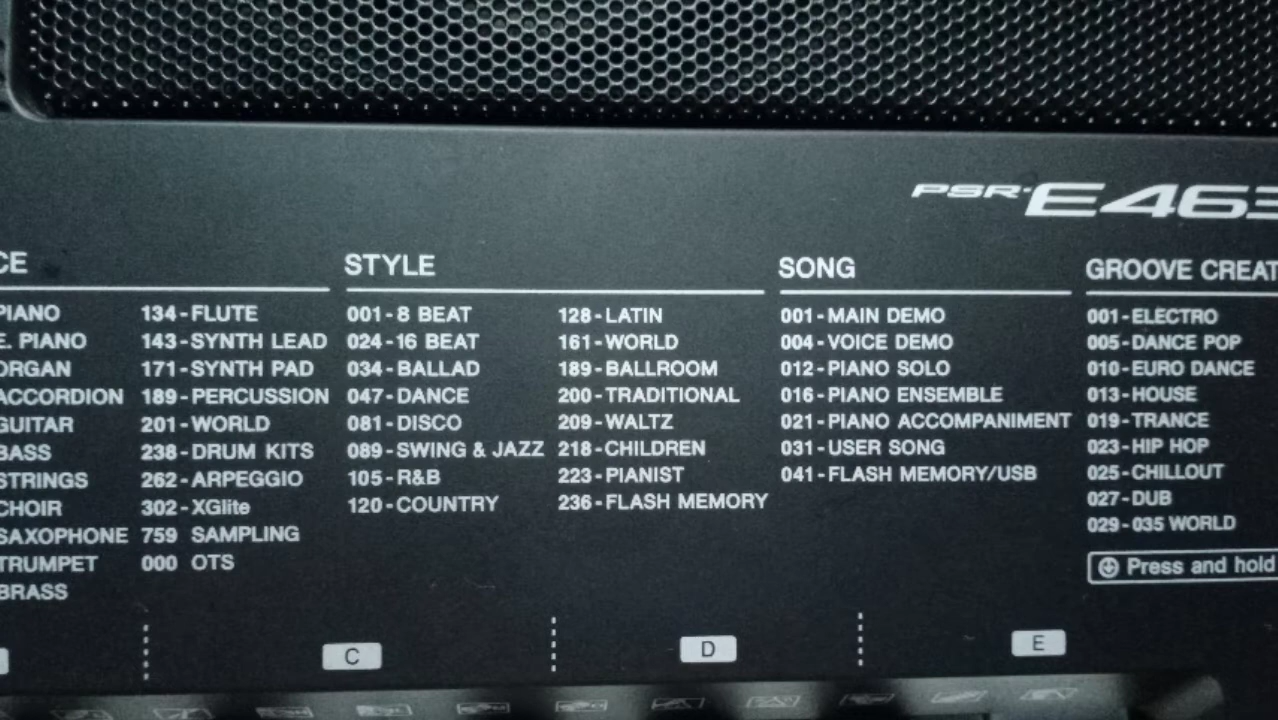 PSR-E463
CE
PIANO
E. PIANO
ORGAN
ACCORDION
GUITAR
BASS
STRINGS
CHOIR
SAXOPHONE
TRUMPET
BRASS
134-FLUTE
143-SYNTH LEAD
171-SYNTH PAD
189-PERCUSSION
201-WORLD
238-DRUM KITS
262-ARPEGGIO
302-XGlite
759 SAMPLING
000 OTS
STYLE
001-8 BEAT
024-16 BEAT
034-BALLAD
047-DANCE
081-DISCO
089-SWING & JAZZ
105-R&B
120-COUNTRY
128-LATIN
161-WORLD
189-BALLROOM
200-TRADITIONAL
209-WALTZ
218-CHILDREN
223-PIANIST
236-FLASH MEMORY
SONG
001-MAIN DEMO
004-VOICE DEMO
012-PIANO SOLO
016-PIANO ENSEMBLE
021-PIANO ACCOMPANIMENT
031-USER SONG
041-FLASH MEMORY/USB
GROOVE CREAT
001-ELECTRO
005-DANCE POP
010-EURO DANCE
013-HOUSE
019-TRANCE
023-HIP HOP
025-CHILLOUT
027-DUB
029-035 WORLD
Press and hold
C
D
E